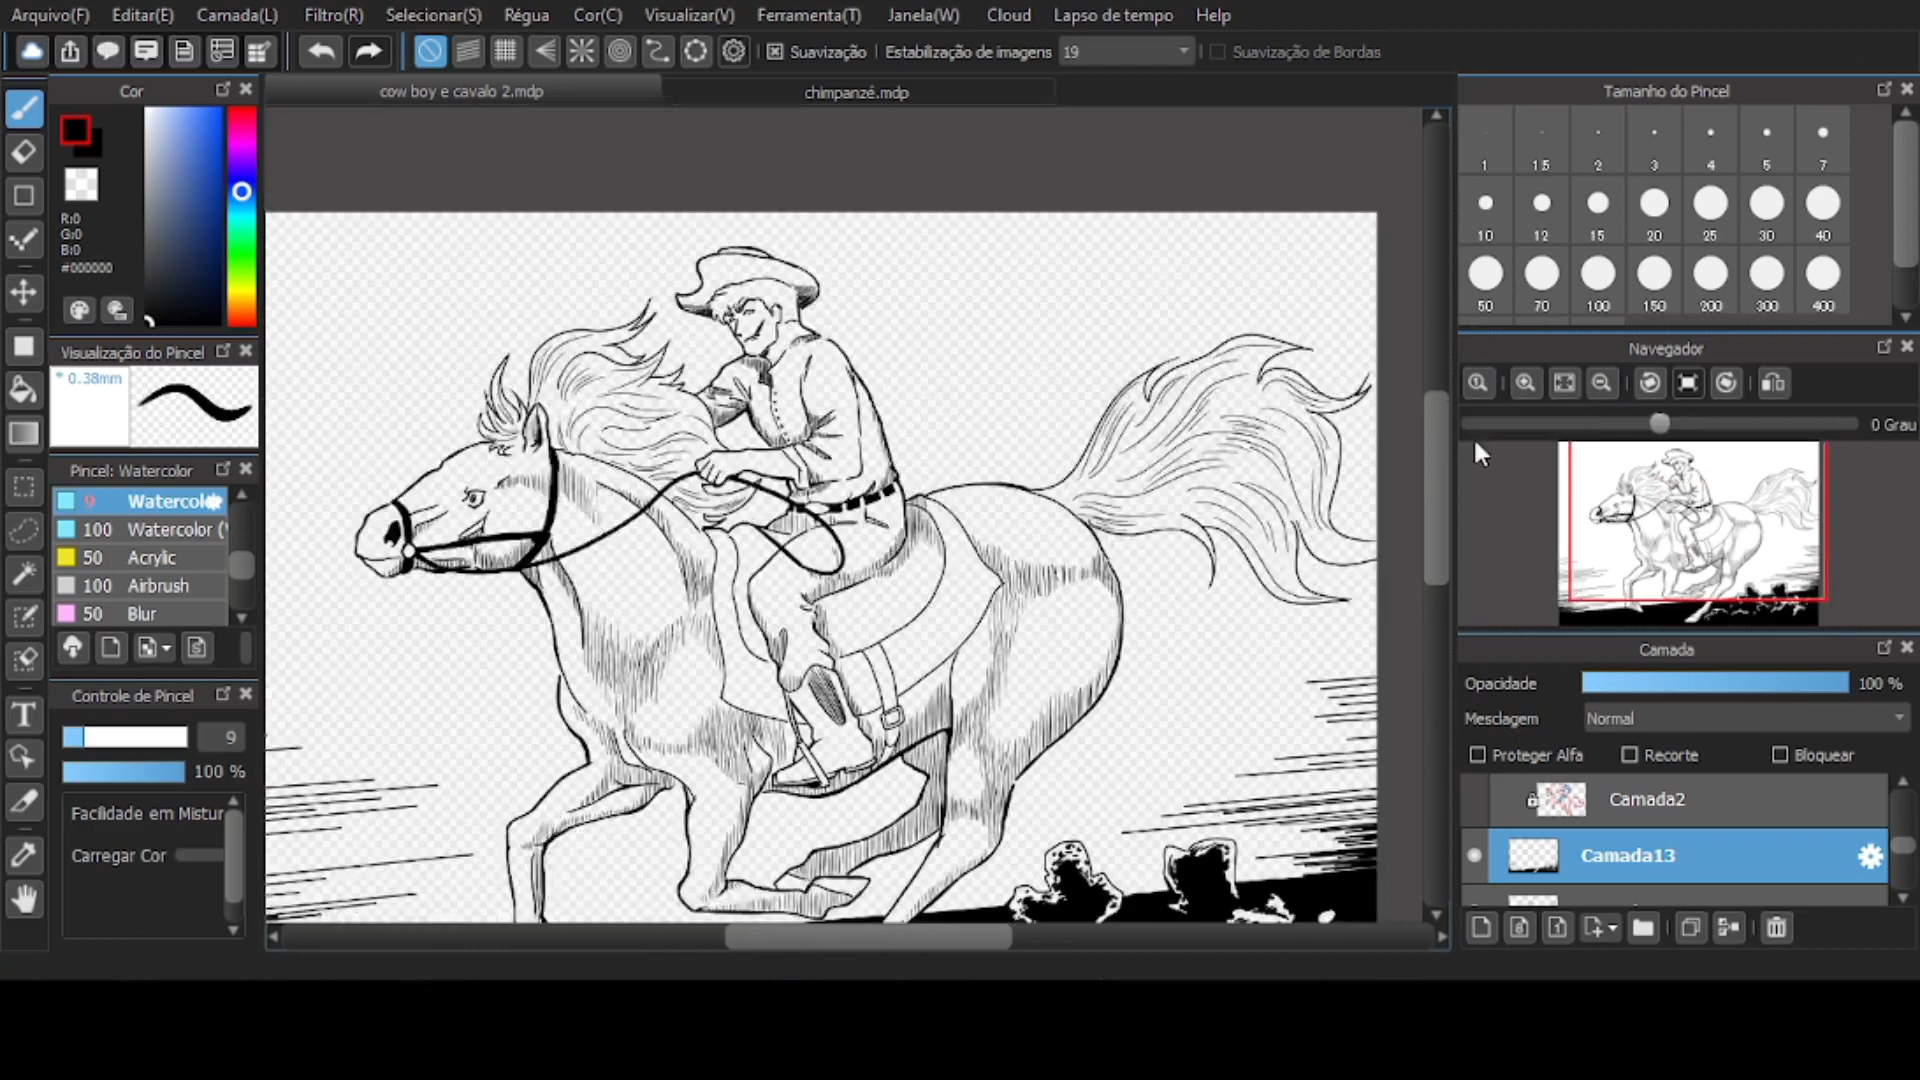 Arquivo(F) Editar(E) Camada(L) Filtro(R) Selecionar(S) Régua Cor(C) Visualizar(V) Ferramenta(T) Janela(W) Cloud Lapso de tempo Help
Suavização Estabilização de imagens 19 Suavização de Bordas
Cor
cow boy e cavalo 2.mdp
chimpanzé.mdp
R:0
G:0
B:0
#000000
Visualização do Pincel
* 0.38mm
Pincel: Watercolor
9 Watercolo
100 Watercolor (
50 Acrylic
100 Airbrush
50 Blur
Controle de Pincel
9
100 %
Facilidade em Mistur
Carregar Cor
Tamanho do Pincel
1 1.5 2 3 4 5 7
10 12 15 20 25 30 40
50 70 100 150 200 300 400
Navegador
0 Grau
Camada
Opacidade 100 %
Mesclagem Normal
Proteger Alfa Recorte Bloquear
Camada2
Camada13